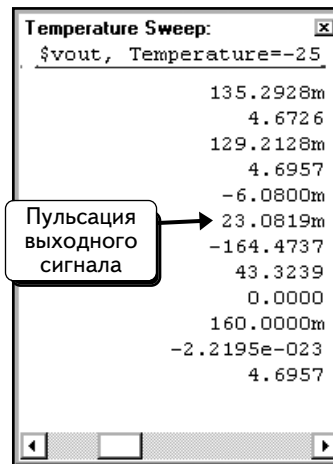 Temperature Sweep:
$vout, Temperature=-25
135.2928m
4.6726
129.2128m
4.6957
-6.0800m
23.0819m
-164.4737
43.3239
0.0000
160.0000m
-2.2195e-023
4.6957
Пульсация
выходного
сигнала